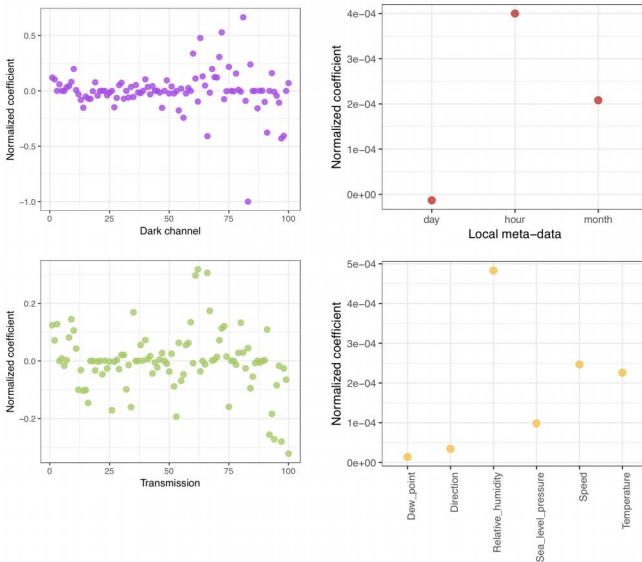 Normalized coefficient
0.5
0.0
−0.5
−1.0
0
25
50
75
100
Dark channel
Normalized coefficient
4e−04
3e−04
2e−04
1e−04
0e+00
day
hour
month
Local meta−data
Normalized coefficient
0.2
0.0
−0.2
0
25
50
75
100
Transmission
Normalized coefficient
5e−04
4e−04
3e−04
2e−04
1e−04
0e+00
Dew_point
Direction
Relative_humidity
Sea_level_pressure
Speed
Temperature